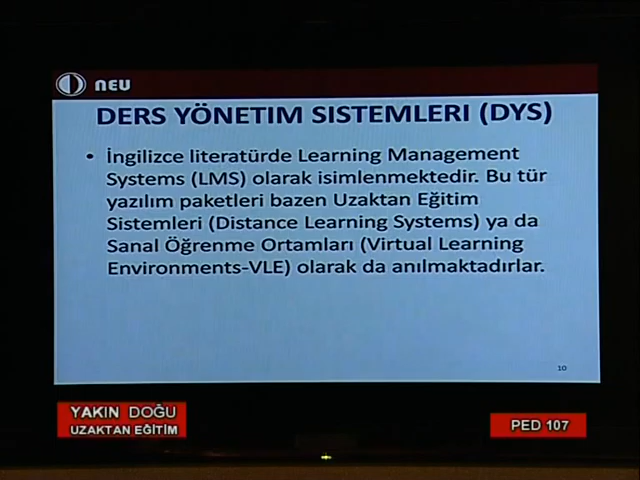 NEU
DERS YÖNETIM SISTEMLERI (DYS)
• İngilizce literatürde Learning Management
Systems (LMS) olarak isimlenmektedir. Bu tür
yazılım paketleri bazen Uzaktan Eğitim
Sistemleri (Distance Learning Systems) ya da
Sanal Öğrenme Ortamları (Virtual Learning
Environments-VLE) olarak da anılmaktadırlar.
10
YAKIN DOĞU
UZAKTAN EĞİTİM
PED 107